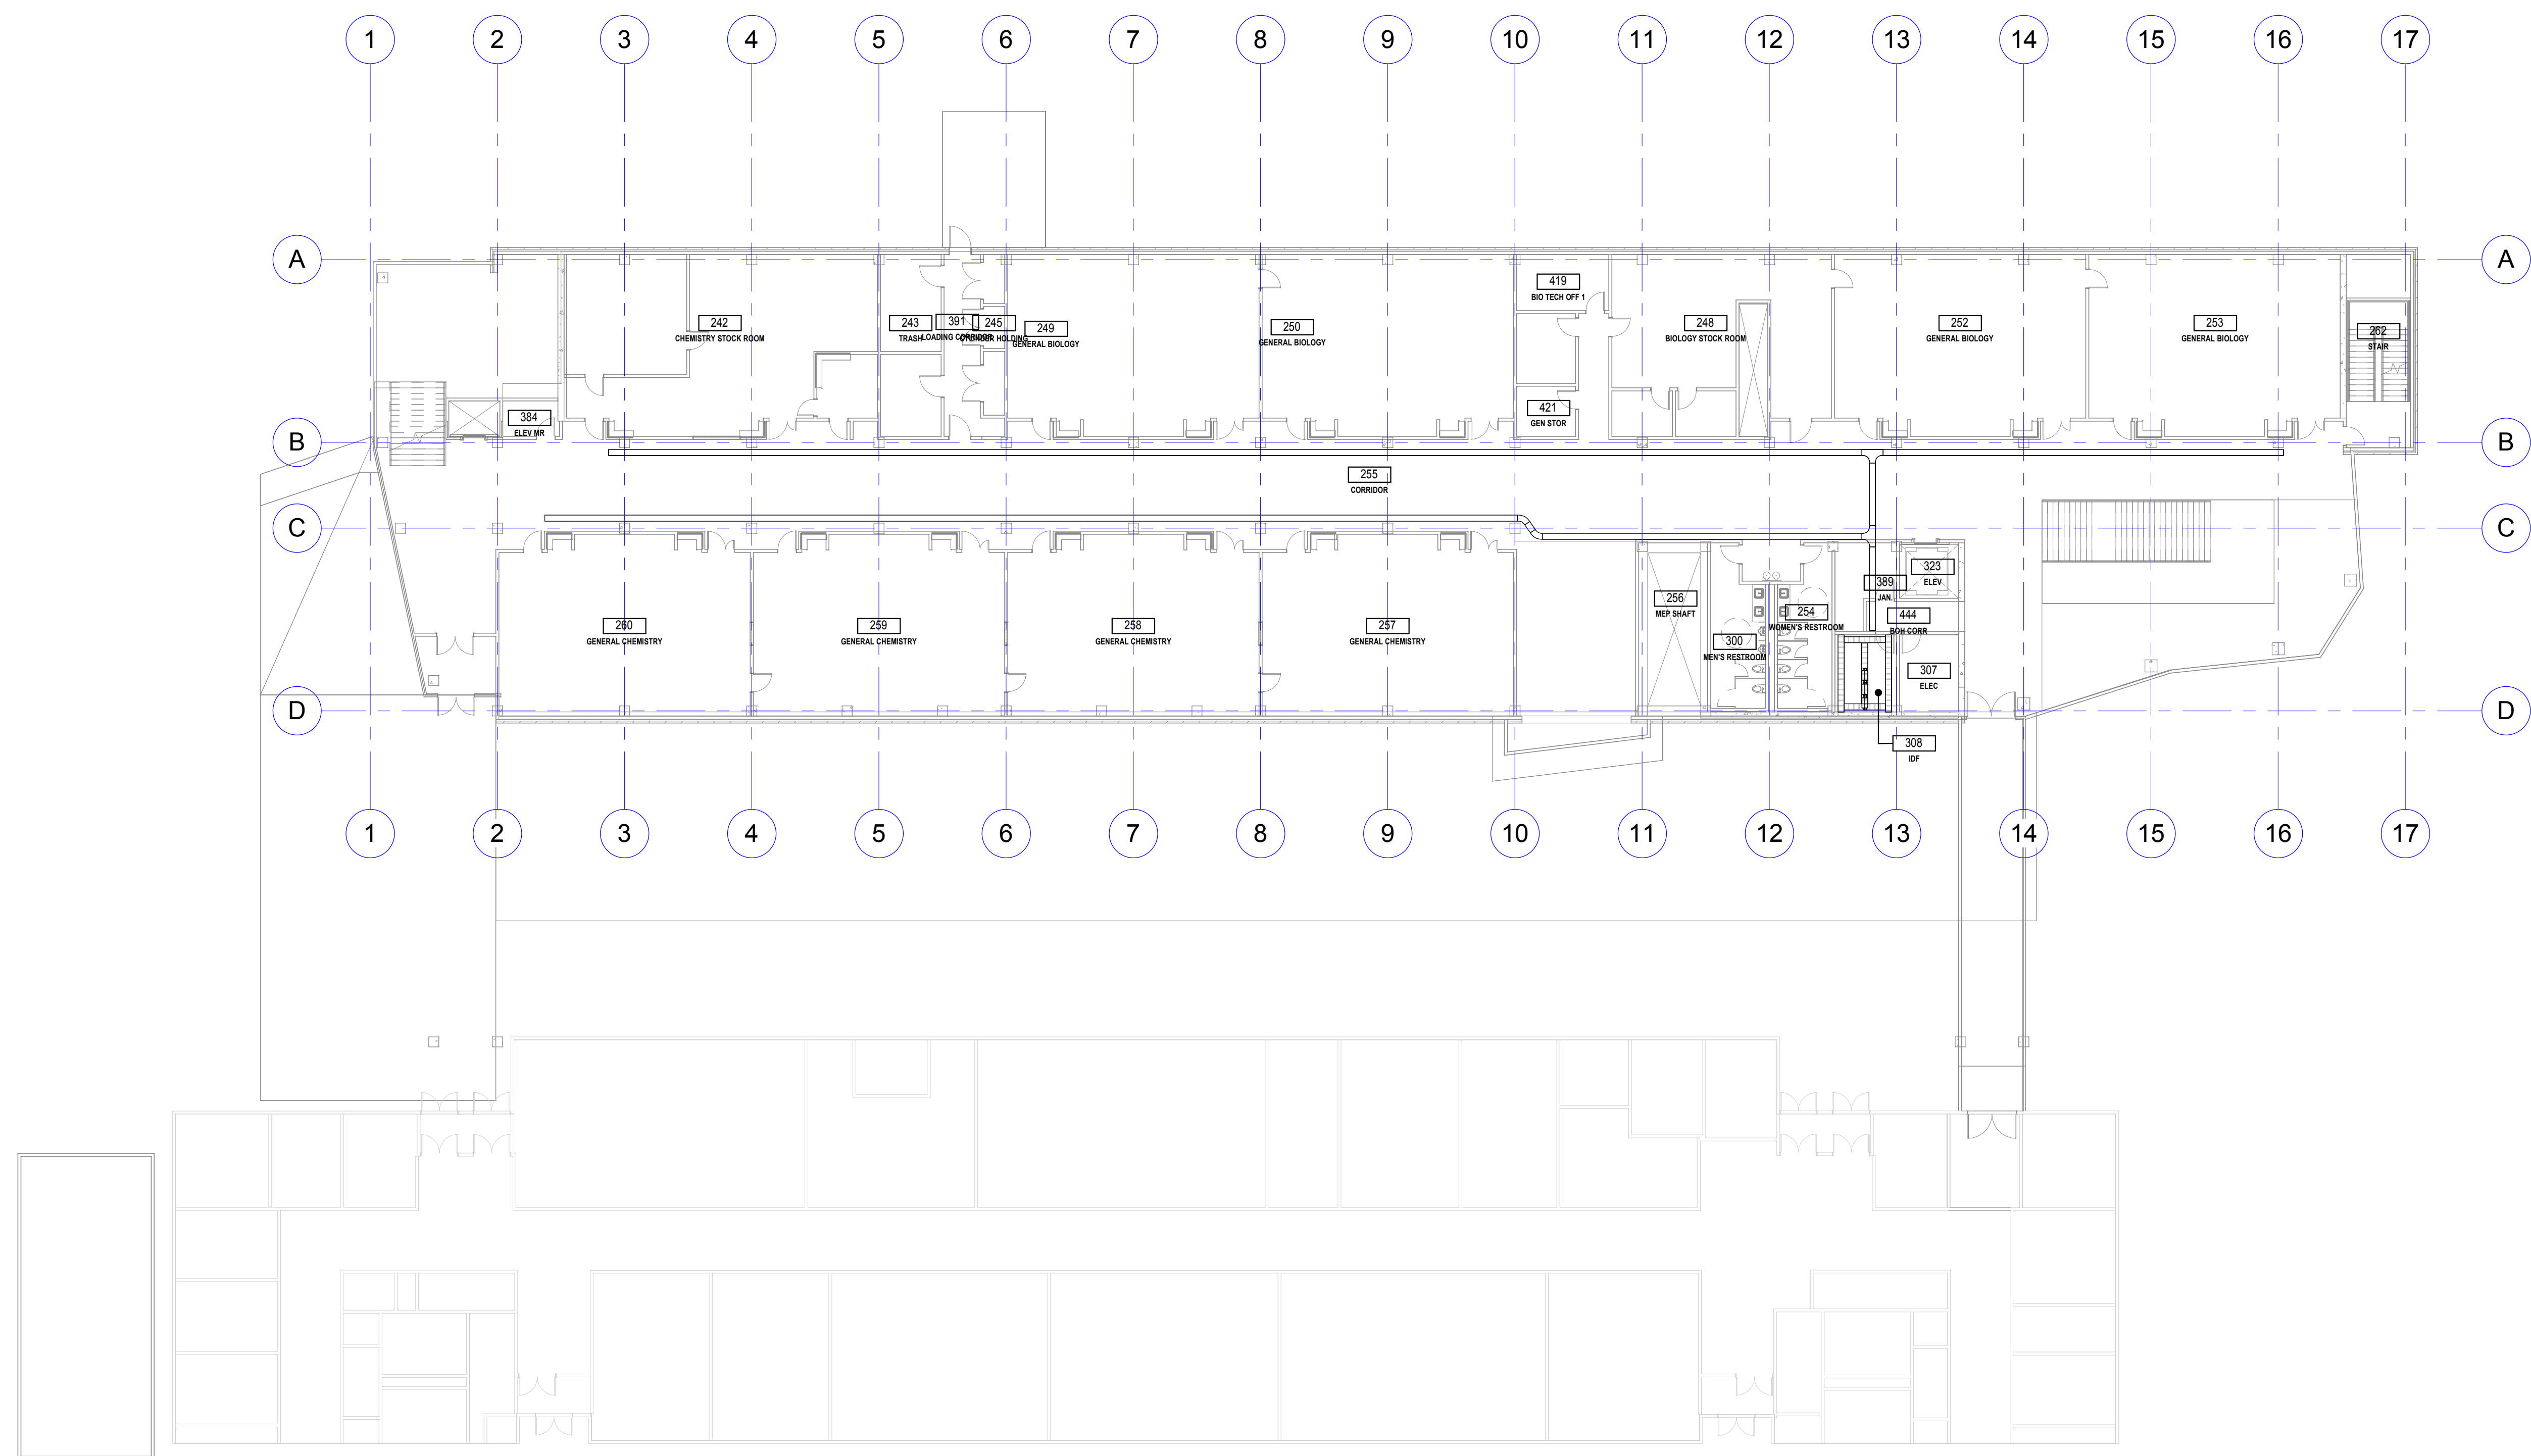 1 2 3 4 5 6 7 8 9 10 11 12 13 14 15 16 17
A A
419
BIO TECH OFF 1
242
CHEMISTRY STOCK ROOM
243
TRASH
391
LOADING CORRIDOR
245
CYLINDER HOLDING
249
GENERAL BIOLOGY
250
GENERAL BIOLOGY
248
BIOLOGY STOCK ROOM
252
GENERAL BIOLOGY
253
GENERAL BIOLOGY
262
STAIR
384
ELEV MR
421
GEN STOR
B B
255
CORRIDOR
C C
323
ELEV
389
JAN.
256
MEP SHAFT
254
WOMEN'S RESTROOM
444
BOH CORR
260
GENERAL CHEMISTRY
259
GENERAL CHEMISTRY
258
GENERAL CHEMISTRY
257
GENERAL CHEMISTRY
300
MEN'S RESTROOM
307
ELEC
D D
308
IDF
1 2 3 4 5 6 7 8 9 10 11 12 13 14 15 16 17